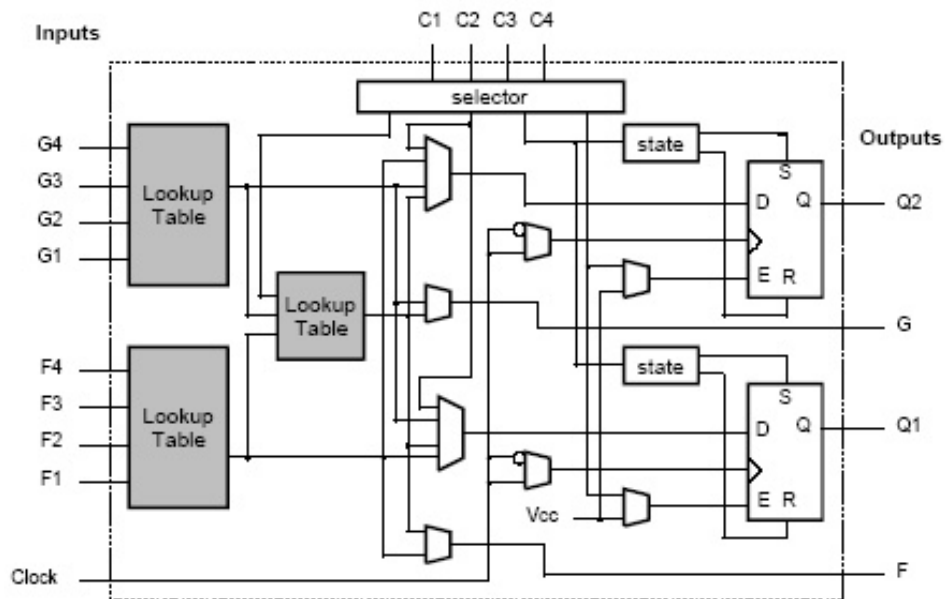 C1 C2 C3 C4
Inputs
selector
G4
G3
G2
G1
Lookup
Table
state
Outputs
S
D Q
E R
Q2
Lookup
Table
G
F4
F3
F2
F1
Lookup
Table
state
S
D Q
E R
Q1
Vcc
Clock
F